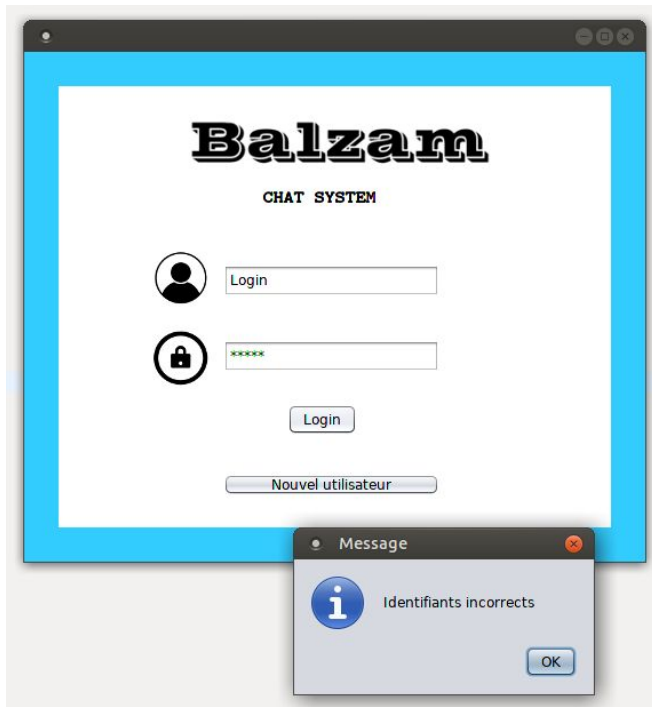 Balzam
CHAT SYSTEM
Login
*****
Login
Nouvel utilisateur
Message
Identifiants incorrects
OK